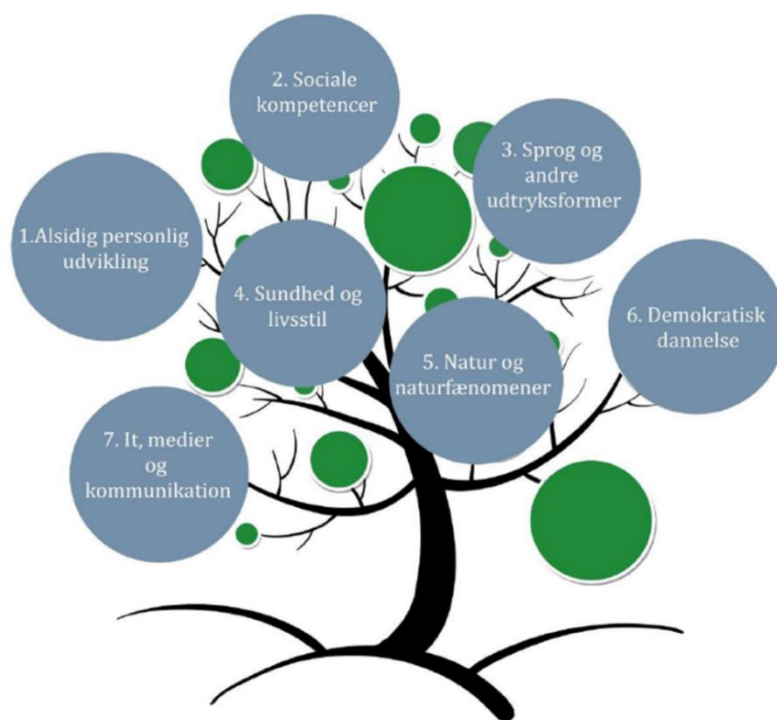 1.Alsidig personlig
udvikling
2. Sociale
kompetencer
3. Sprog og
andre
udtryksformer
4. Sundhed og
livsstil
5. Natur og
naturfænomener
6. Demokratisk
dannelse
7. It, medier
og
kommunikation